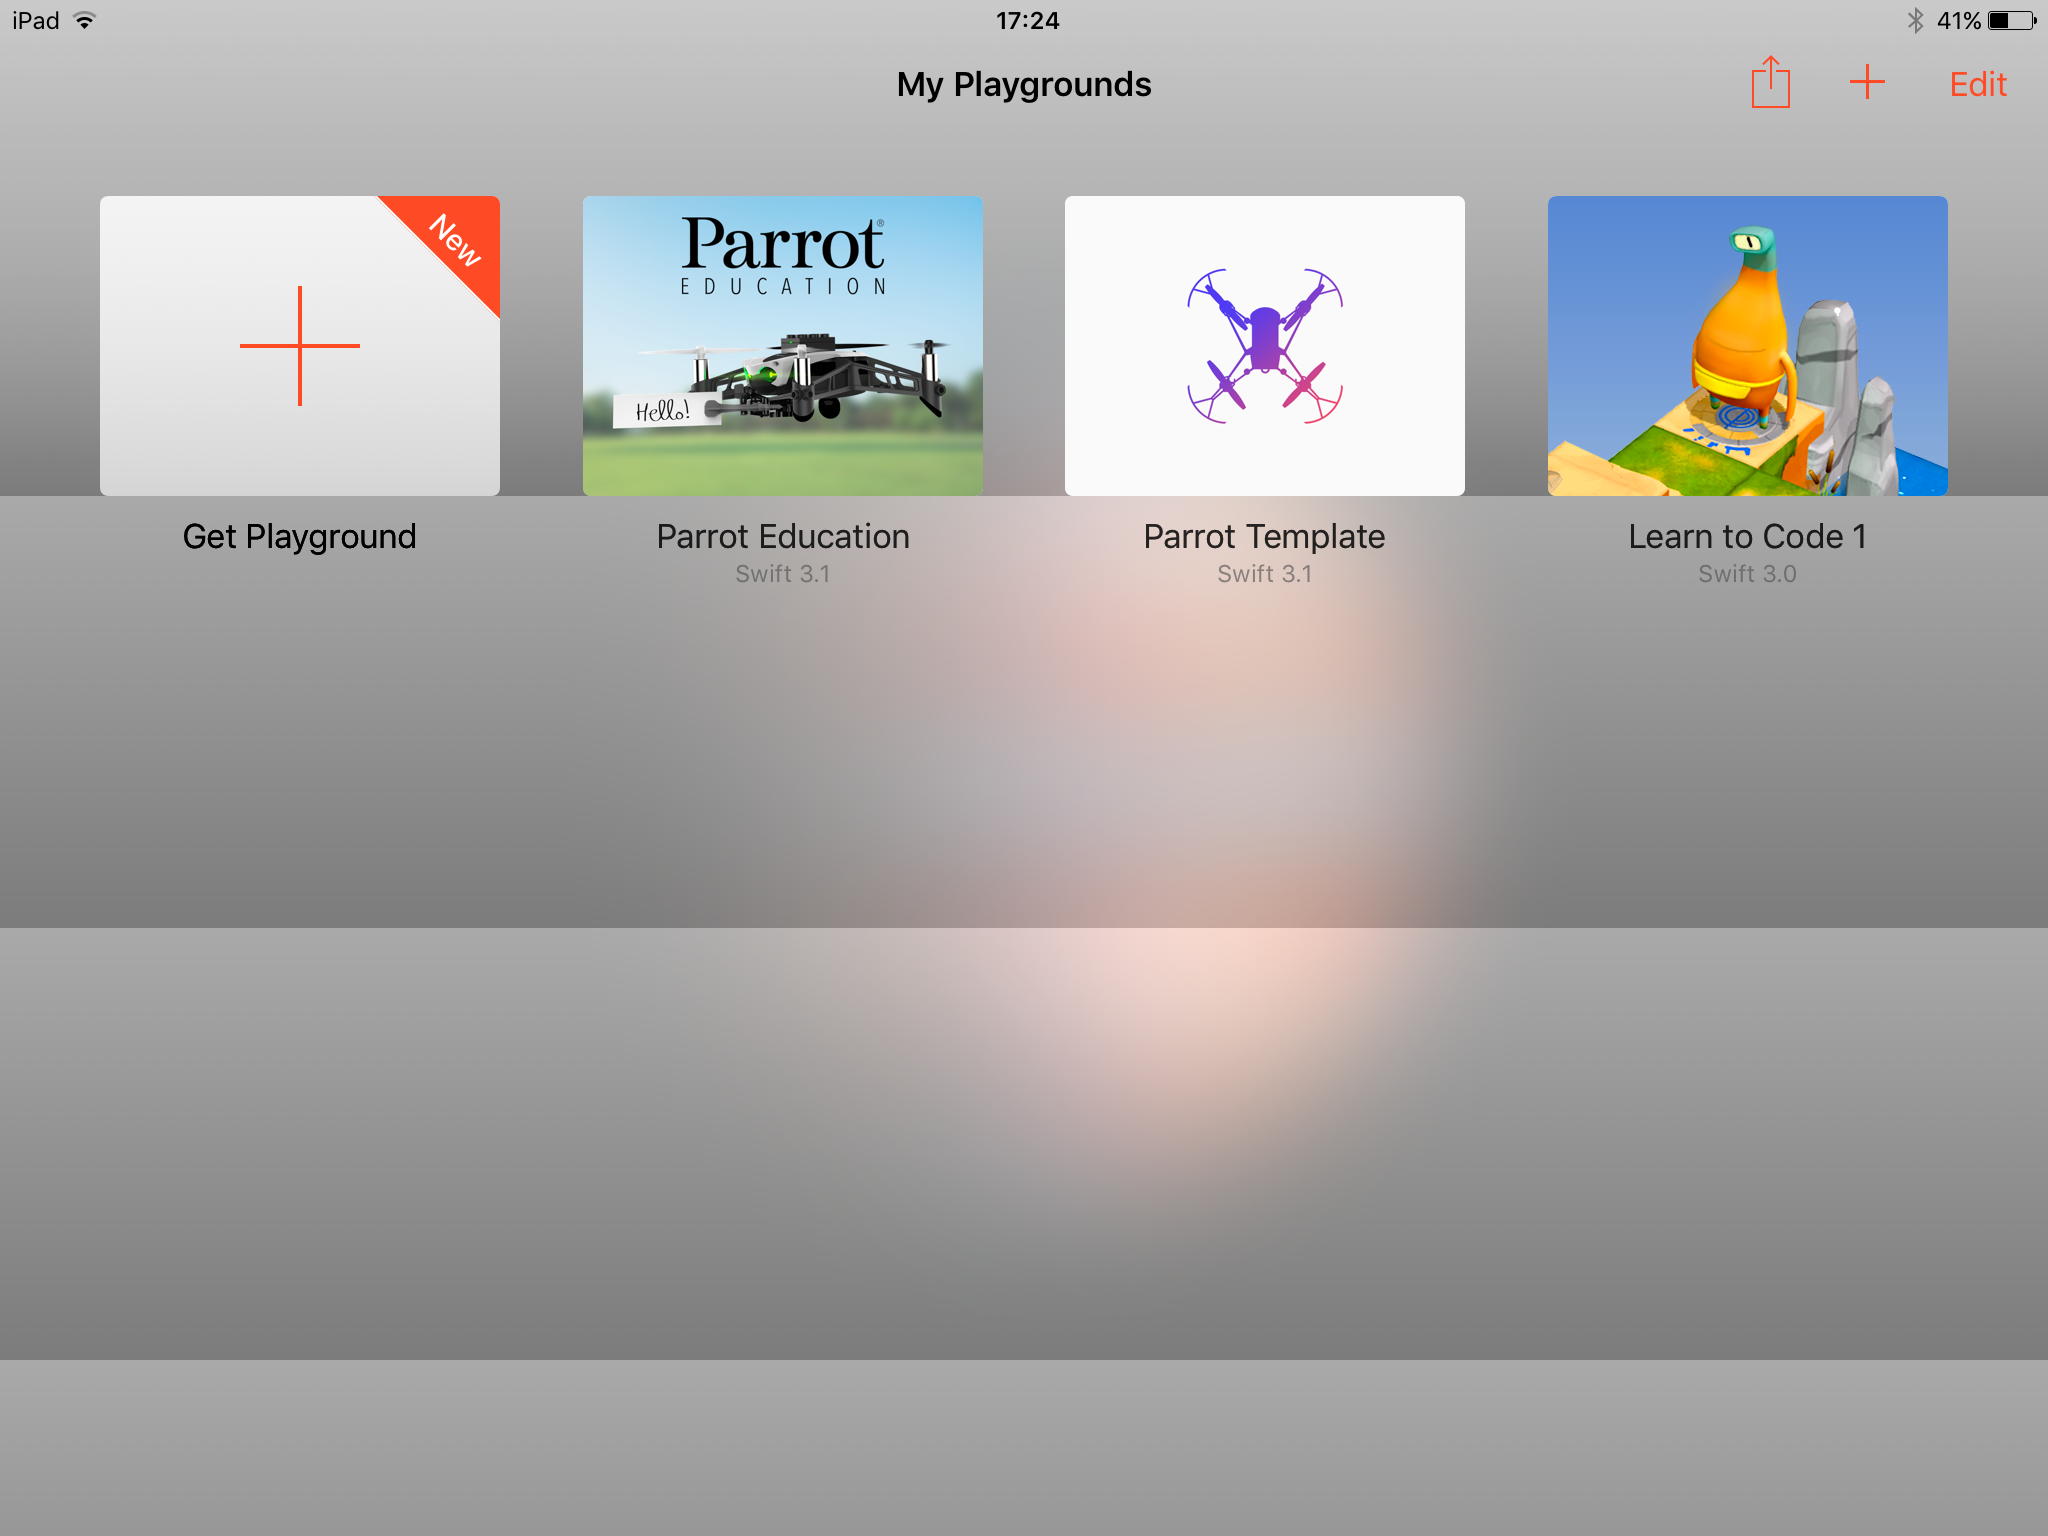 iPad 17:24 41%
My Playgrounds Edit
New
Parrot®
EDUCATION
Hello!
Get Playground
Parrot Education
Swift 3.1
Parrot Template
Swift 3.1
Learn to Code 1
Swift 3.0